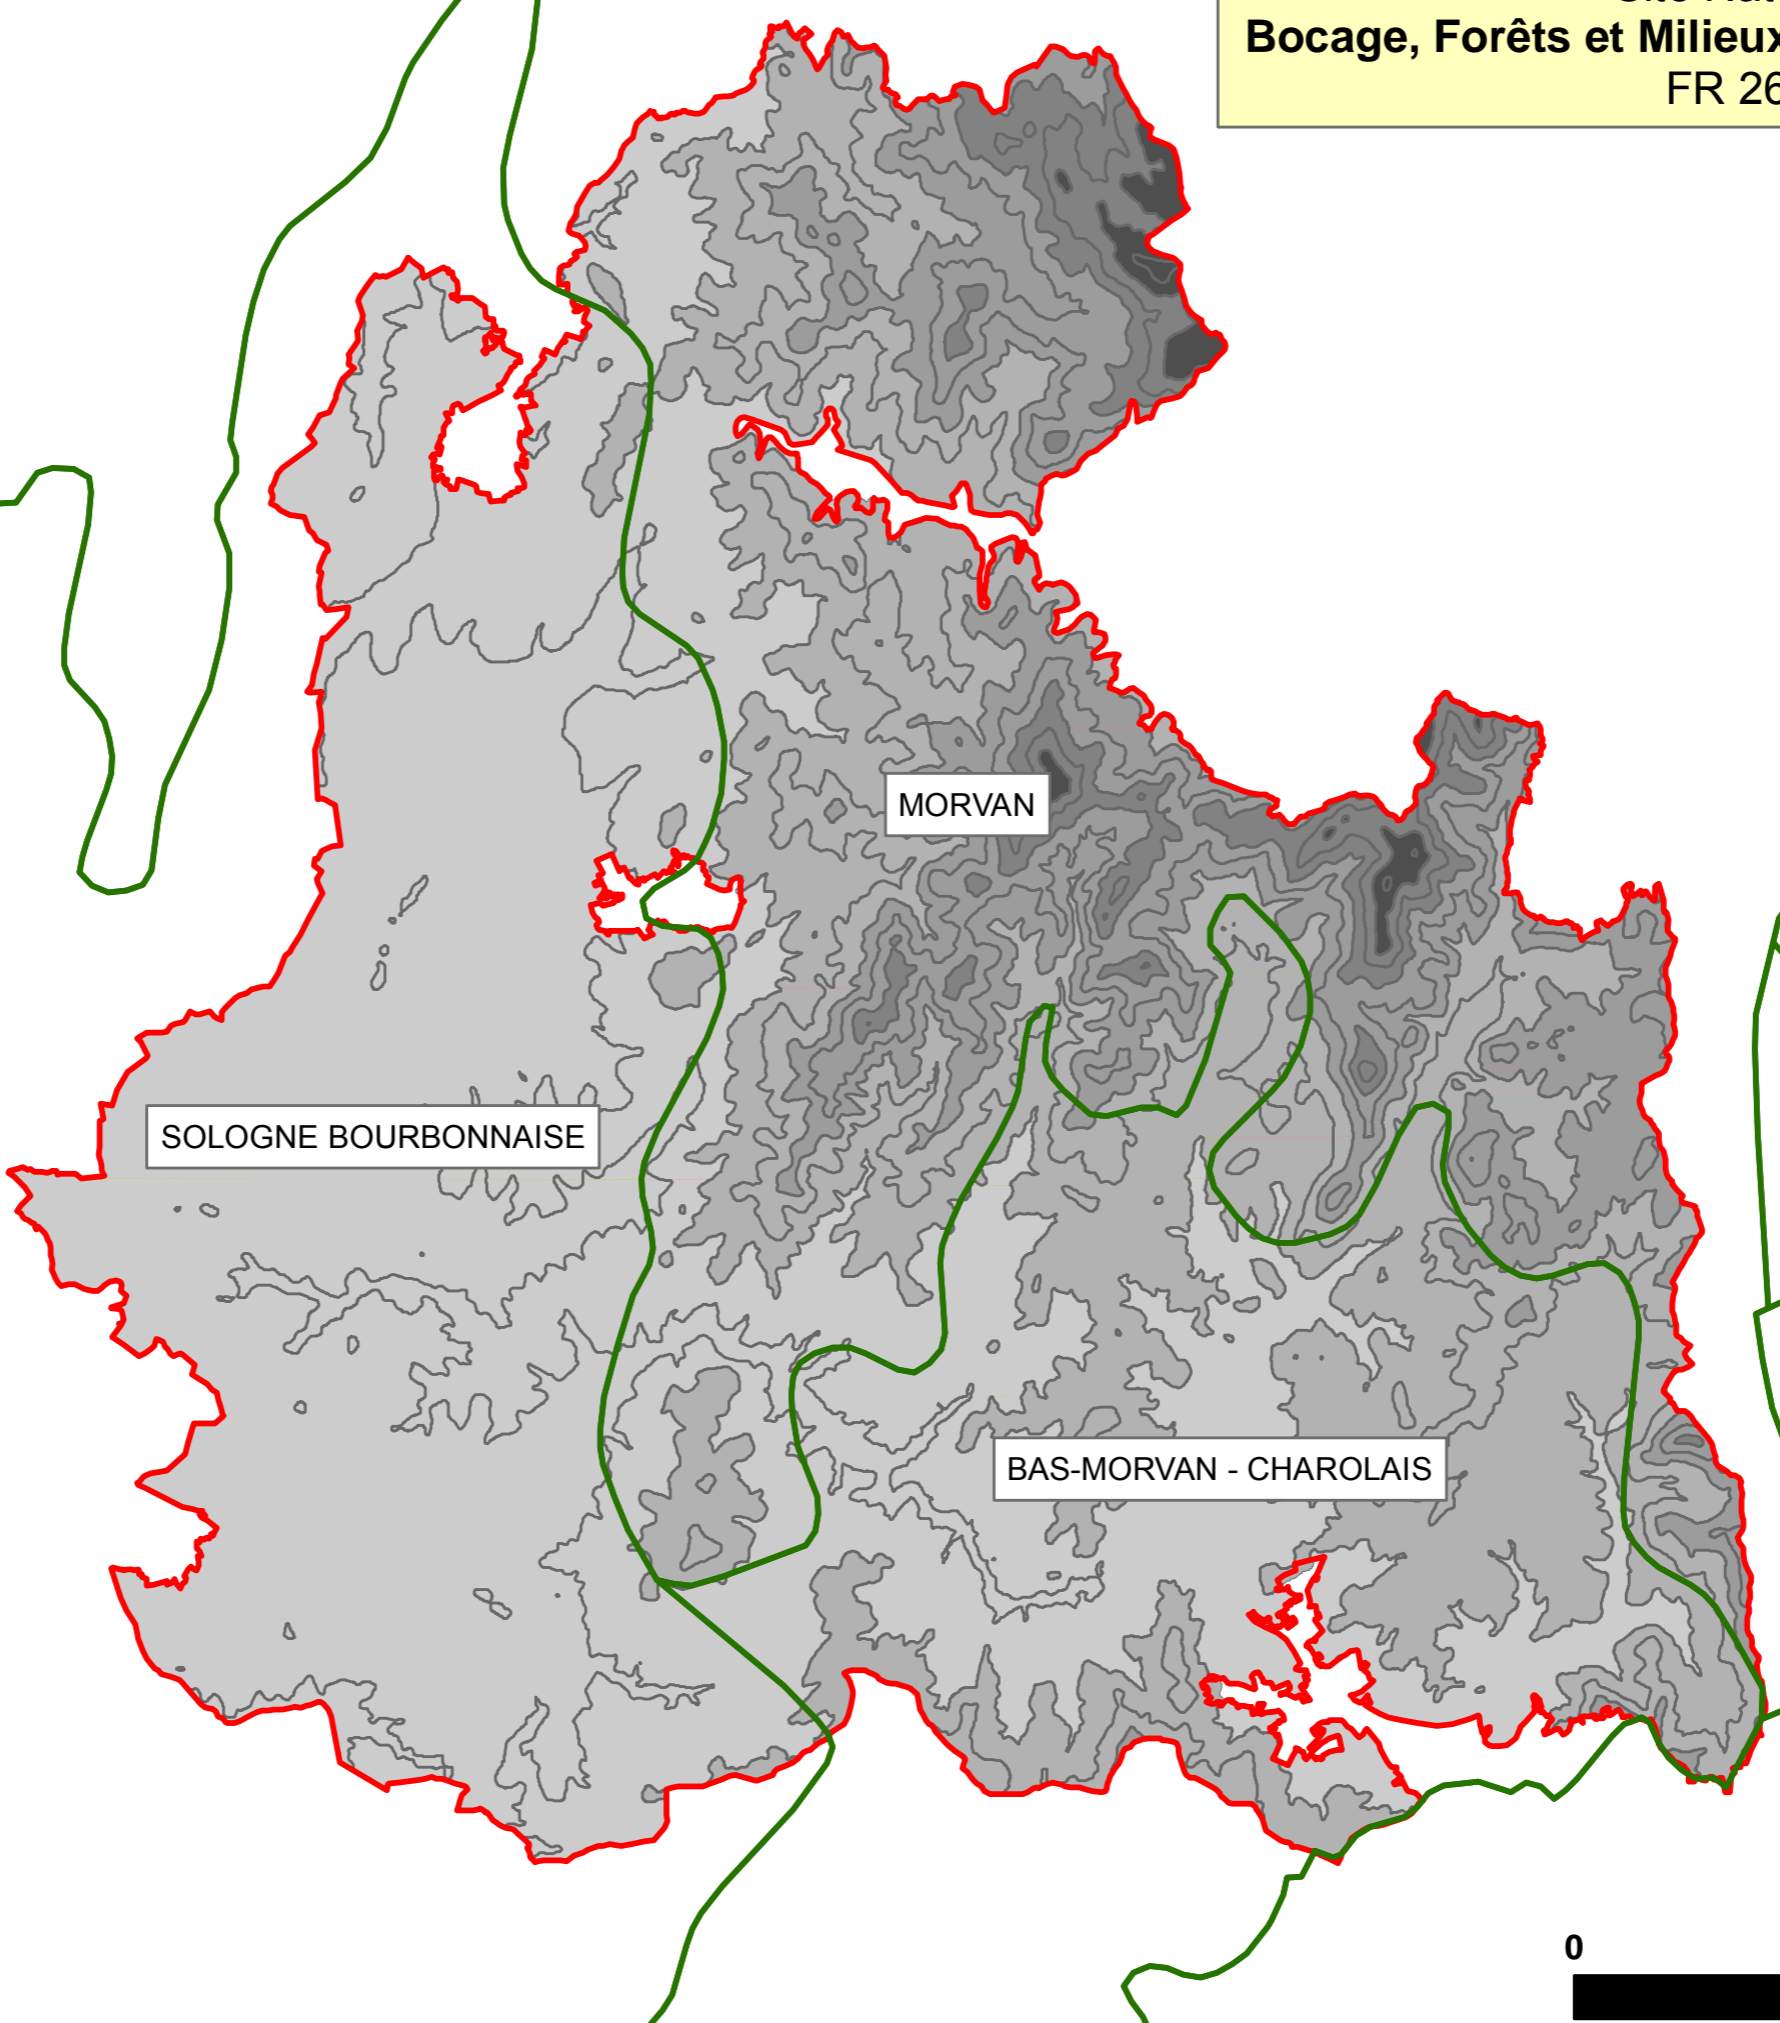 Bocage, Forêts et Milieux
FR 26
MORVAN
SOLOGNE BOURBONNAISE
BAS-MORVAN - CHAROLAIS
0